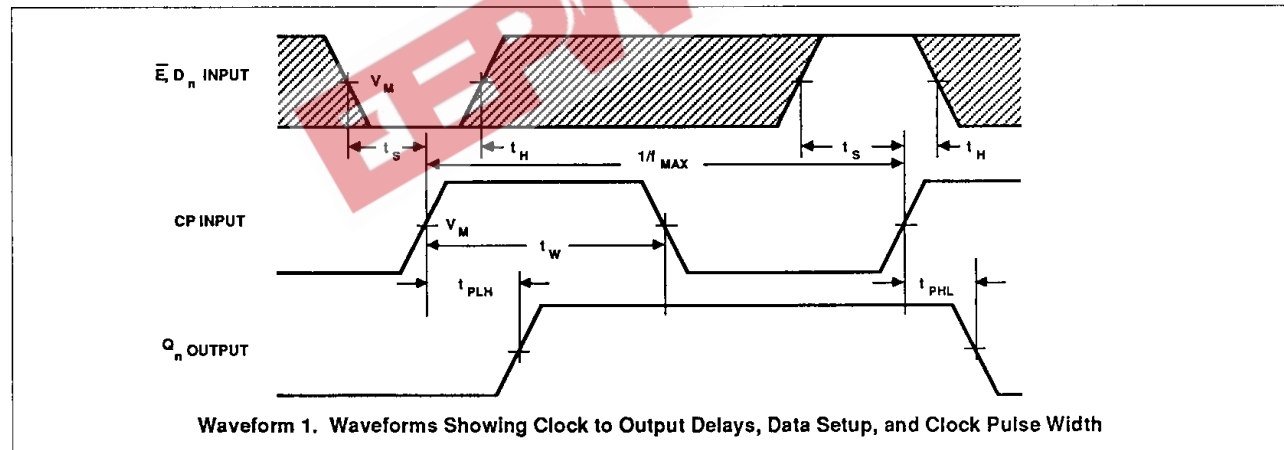 E̅, Dn INPUT
VM
tS
tH
1/fMAX
tS
tH
CP INPUT
VM
tW
tPLH
tPHL
Qn OUTPUT
Waveform 1. Waveforms Showing Clock to Output Delays, Data Setup, and Clock Pulse Width